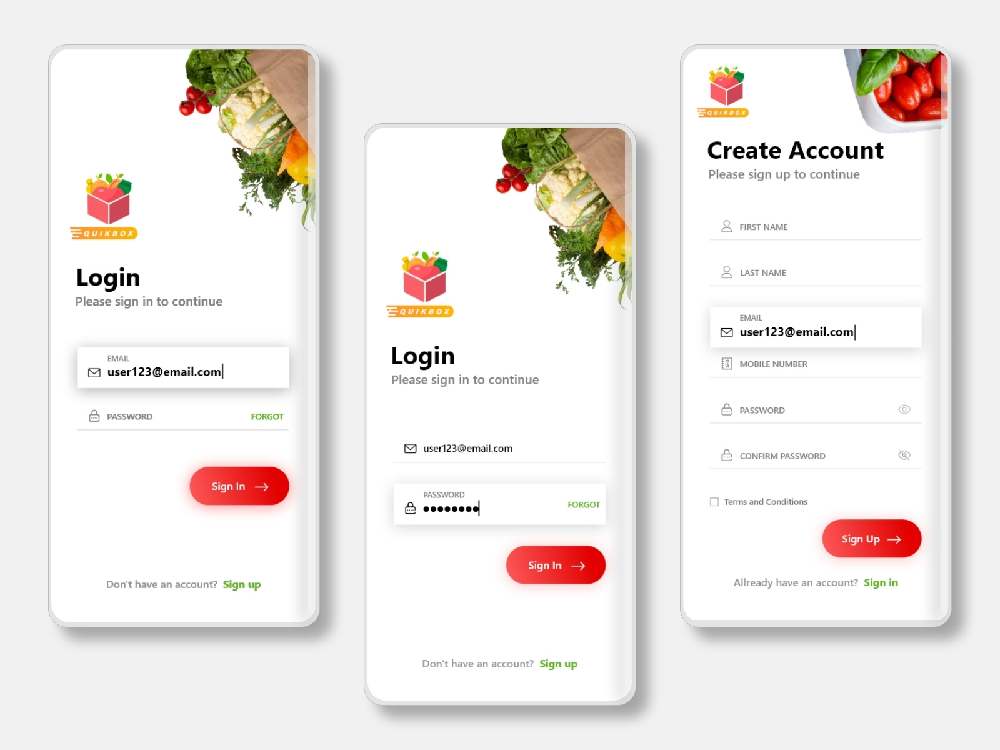 QUIKBOX
Login
Please sign in to continue
EMAIL
user123@email.com
PASSWORD FORGOT
Sign In
Don't have an account? Sign up
QUIKBOX
Login
Please sign in to continue
user123@email.com
PASSWORD
FORGOT
Sign In
Don't have an account? Sign up
QUIKBOX
Create Account
Please sign up to continue
FIRST NAME
LAST NAME
EMAIL
user123@email.com
MOBILE NUMBER
PASSWORD
CONFIRM PASSWORD
Terms and Conditions
Sign Up
Allready have an account? Sign in